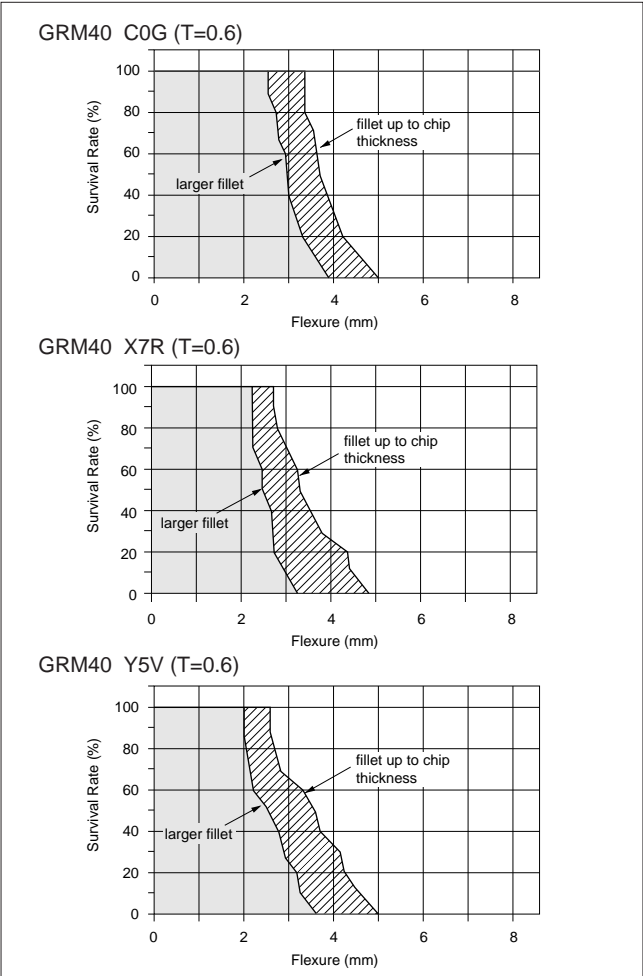 GRM40 C0G (T=0.6)
100
80
60
40
20
0
Survival Rate (%)
fillet up to chip
thickness
larger fillet
0 2 4 6 8
Flexure (mm)
GRM40 X7R (T=0.6)
100
80
60
40
20
0
Survival Rate (%)
fillet up to chip
thickness
larger fillet
0 2 4 6 8
Flexure (mm)
GRM40 Y5V (T=0.6)
100
80
60
40
20
0
Survival Rate (%)
fillet up to chip
thickness
larger fillet
0 2 4 6 8
Flexure (mm)